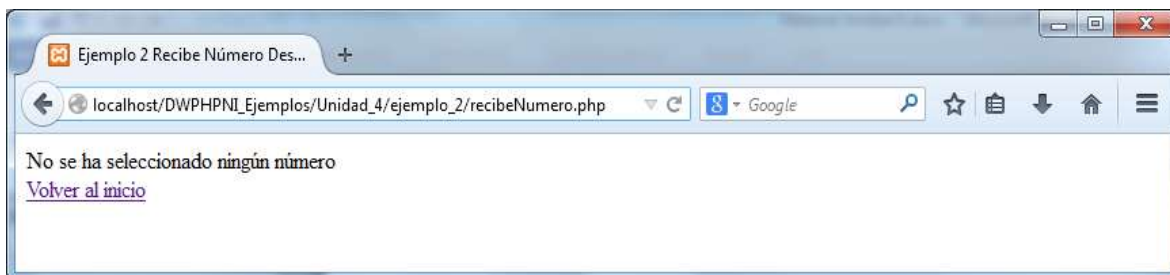 Ejemplo 2 Recibe Número Des...
localhost/DWPHPNI_Ejemplos/Unidad_4/ejemplo_2/recibeNumero.php
Google
No se ha seleccionado ningún número
Volver al inicio